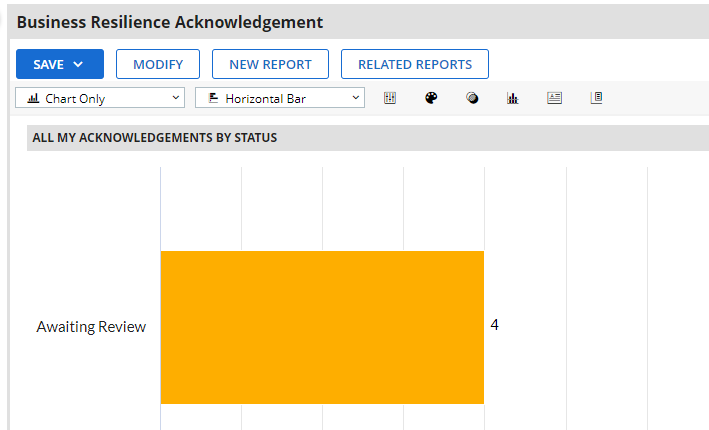 Business Resilience Acknowledgement
SAVE MODIFY NEW REPORT RELATED REPORTS
Chart Only Horizontal Bar
ALL MY ACKNOWLEDGEMENTS BY STATUS
Awaiting Review 4